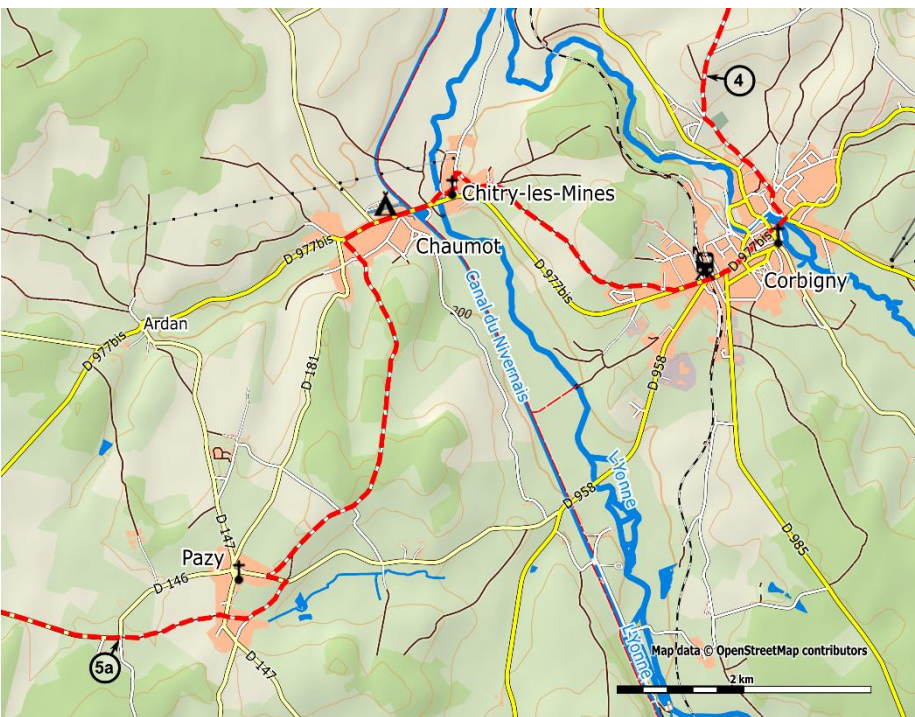 4
Chitry-les-Mines
Chaumot
D 977bis
D 977bis
Corbigny
D 977bis
Canal du Nivernais
300
Ardan
D 977bis
D 181
D 958
L'Yonne
D 958
D 147
Pazy
D 146
D 985
L'Yonne
D 147
5a
Map data © OpenStreetMap contributors
2 km